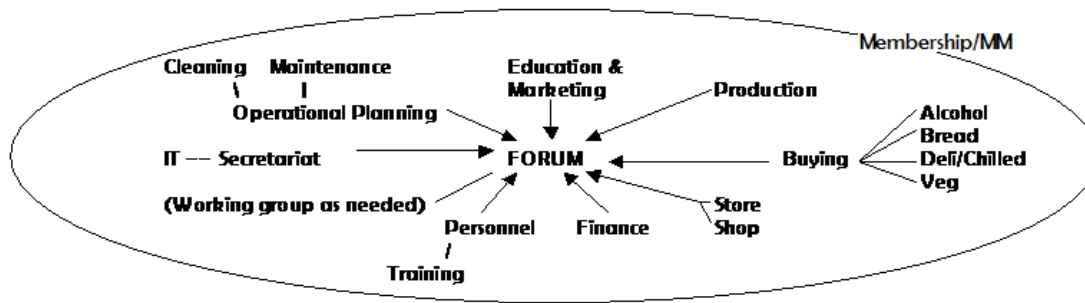 Membership/MM
Cleaning Maintenance
Education &
Marketing
Production
Operational Planning
Alcohol
Bread
Deli/Chilled
Veg
IT -- Secretariat
FORUM
Buying
(Working group as needed)
Store
Shop
Personnel
Finance
Training